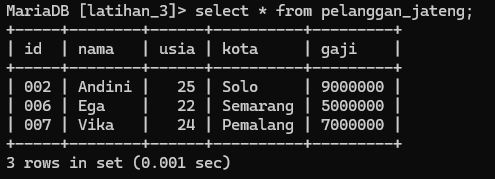 MariaDB [latihan_3]> select * from pelanggan_jateng;
+-----+--------+------+----------+---------+
| id  | nama   | usia | kota     | gaji    |
+-----+--------+------+----------+---------+
| 002 | Andini |   25 | Solo     | 9000000 |
| 006 | Ega    |   22 | Semarang | 5000000 |
| 007 | Vika   |   24 | Pemalang | 7000000 |
+-----+--------+------+----------+---------+
3 rows in set (0.001 sec)